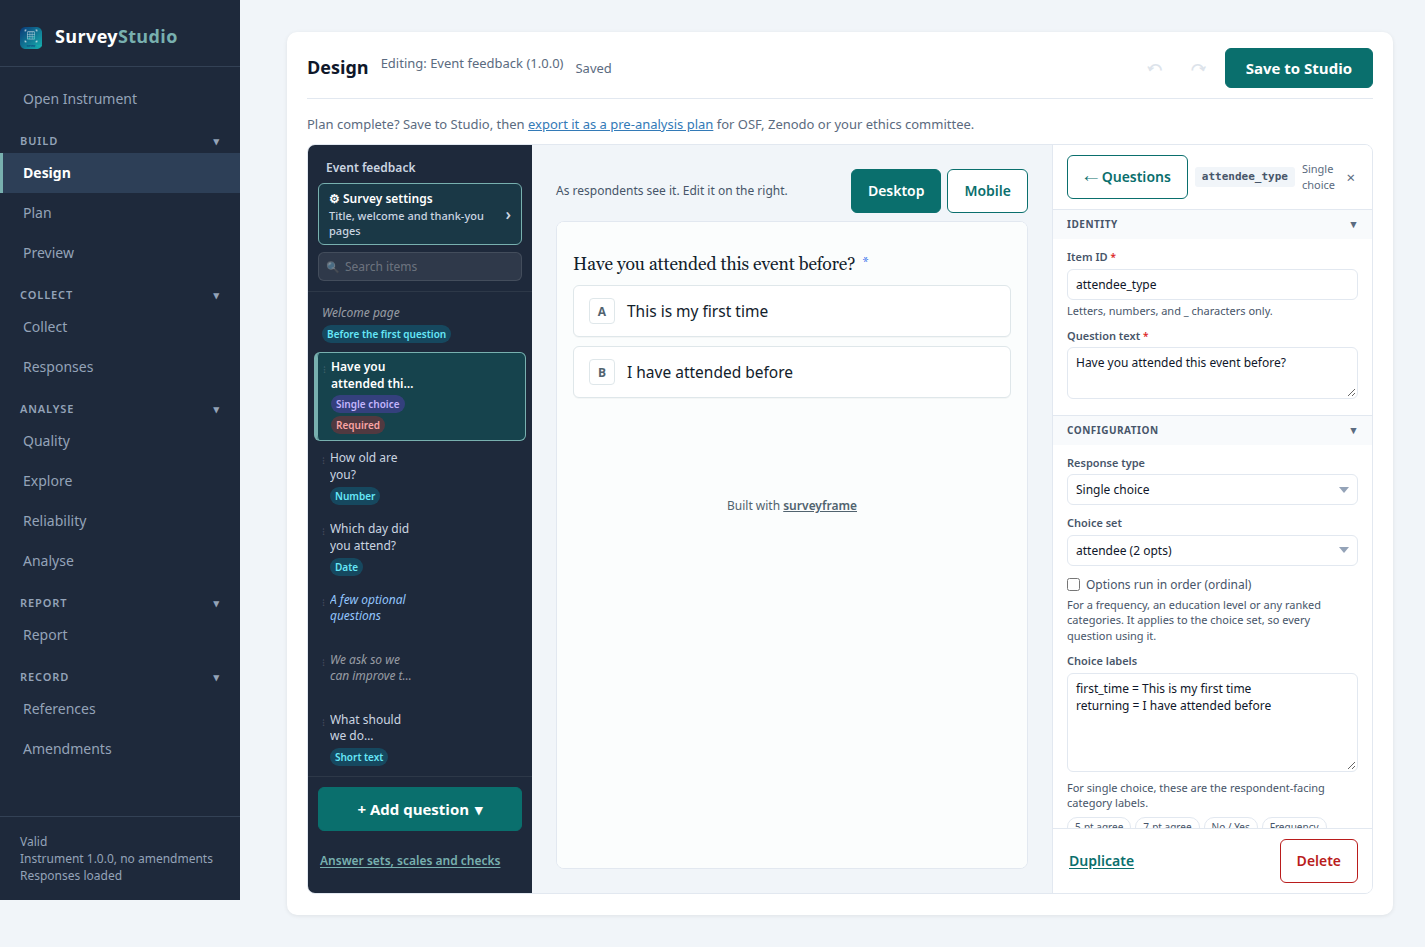 SurveyStudio
Open Instrument
BUILD ▼
Design
Plan
Preview
COLLECT ▼
Collect
Responses
ANALYSE ▼
Quality
Explore
Reliability
Analyse
REPORT ▼
Report
RECORD ▼
References
Amendments
Valid
Instrument 1.0.0, no amendments
Responses loaded
Design
Editing: Event feedback (1.0.0)
Saved
Save to Studio
Plan complete? Save to Studio, then export it as a pre-analysis plan for OSF, Zenodo or your ethics committee.
Event feedback
⚙ Survey settings
Title, welcome and thank-you
pages
›
Search items
Welcome page
Before the first question
Have you
attended thi...
Single choice
Required
How old are
you?
Number
Which day did
you attend?
Date
A few optional
questions
We ask so we
can improve t...
What should
we do...
Short text
+ Add question ▼
Answer sets, scales and checks
As respondents see it. Edit it on the right.
Desktop
Mobile
Have you attended this event before? *
A This is my first time
B I have attended before
Built with surveyframe
← Questions
attendee_type
Single
choice
×
IDENTITY ▼
Item ID *
attendee_type
Letters, numbers, and _ characters only.
Question text *
Have you attended this event before?
CONFIGURATION ▼
Response type
Single choice
Choice set
attendee (2 opts)
Options run in order (ordinal)
For a frequency, an education level or any ranked
categories. It applies to the choice set, so every
question using it.
Choice labels
first_time = This is my first time
returning = I have attended before
For single choice, these are the respondent-facing
category labels.
5 pt agree
7 pt agree
No / Yes
Frequency
Duplicate
Delete